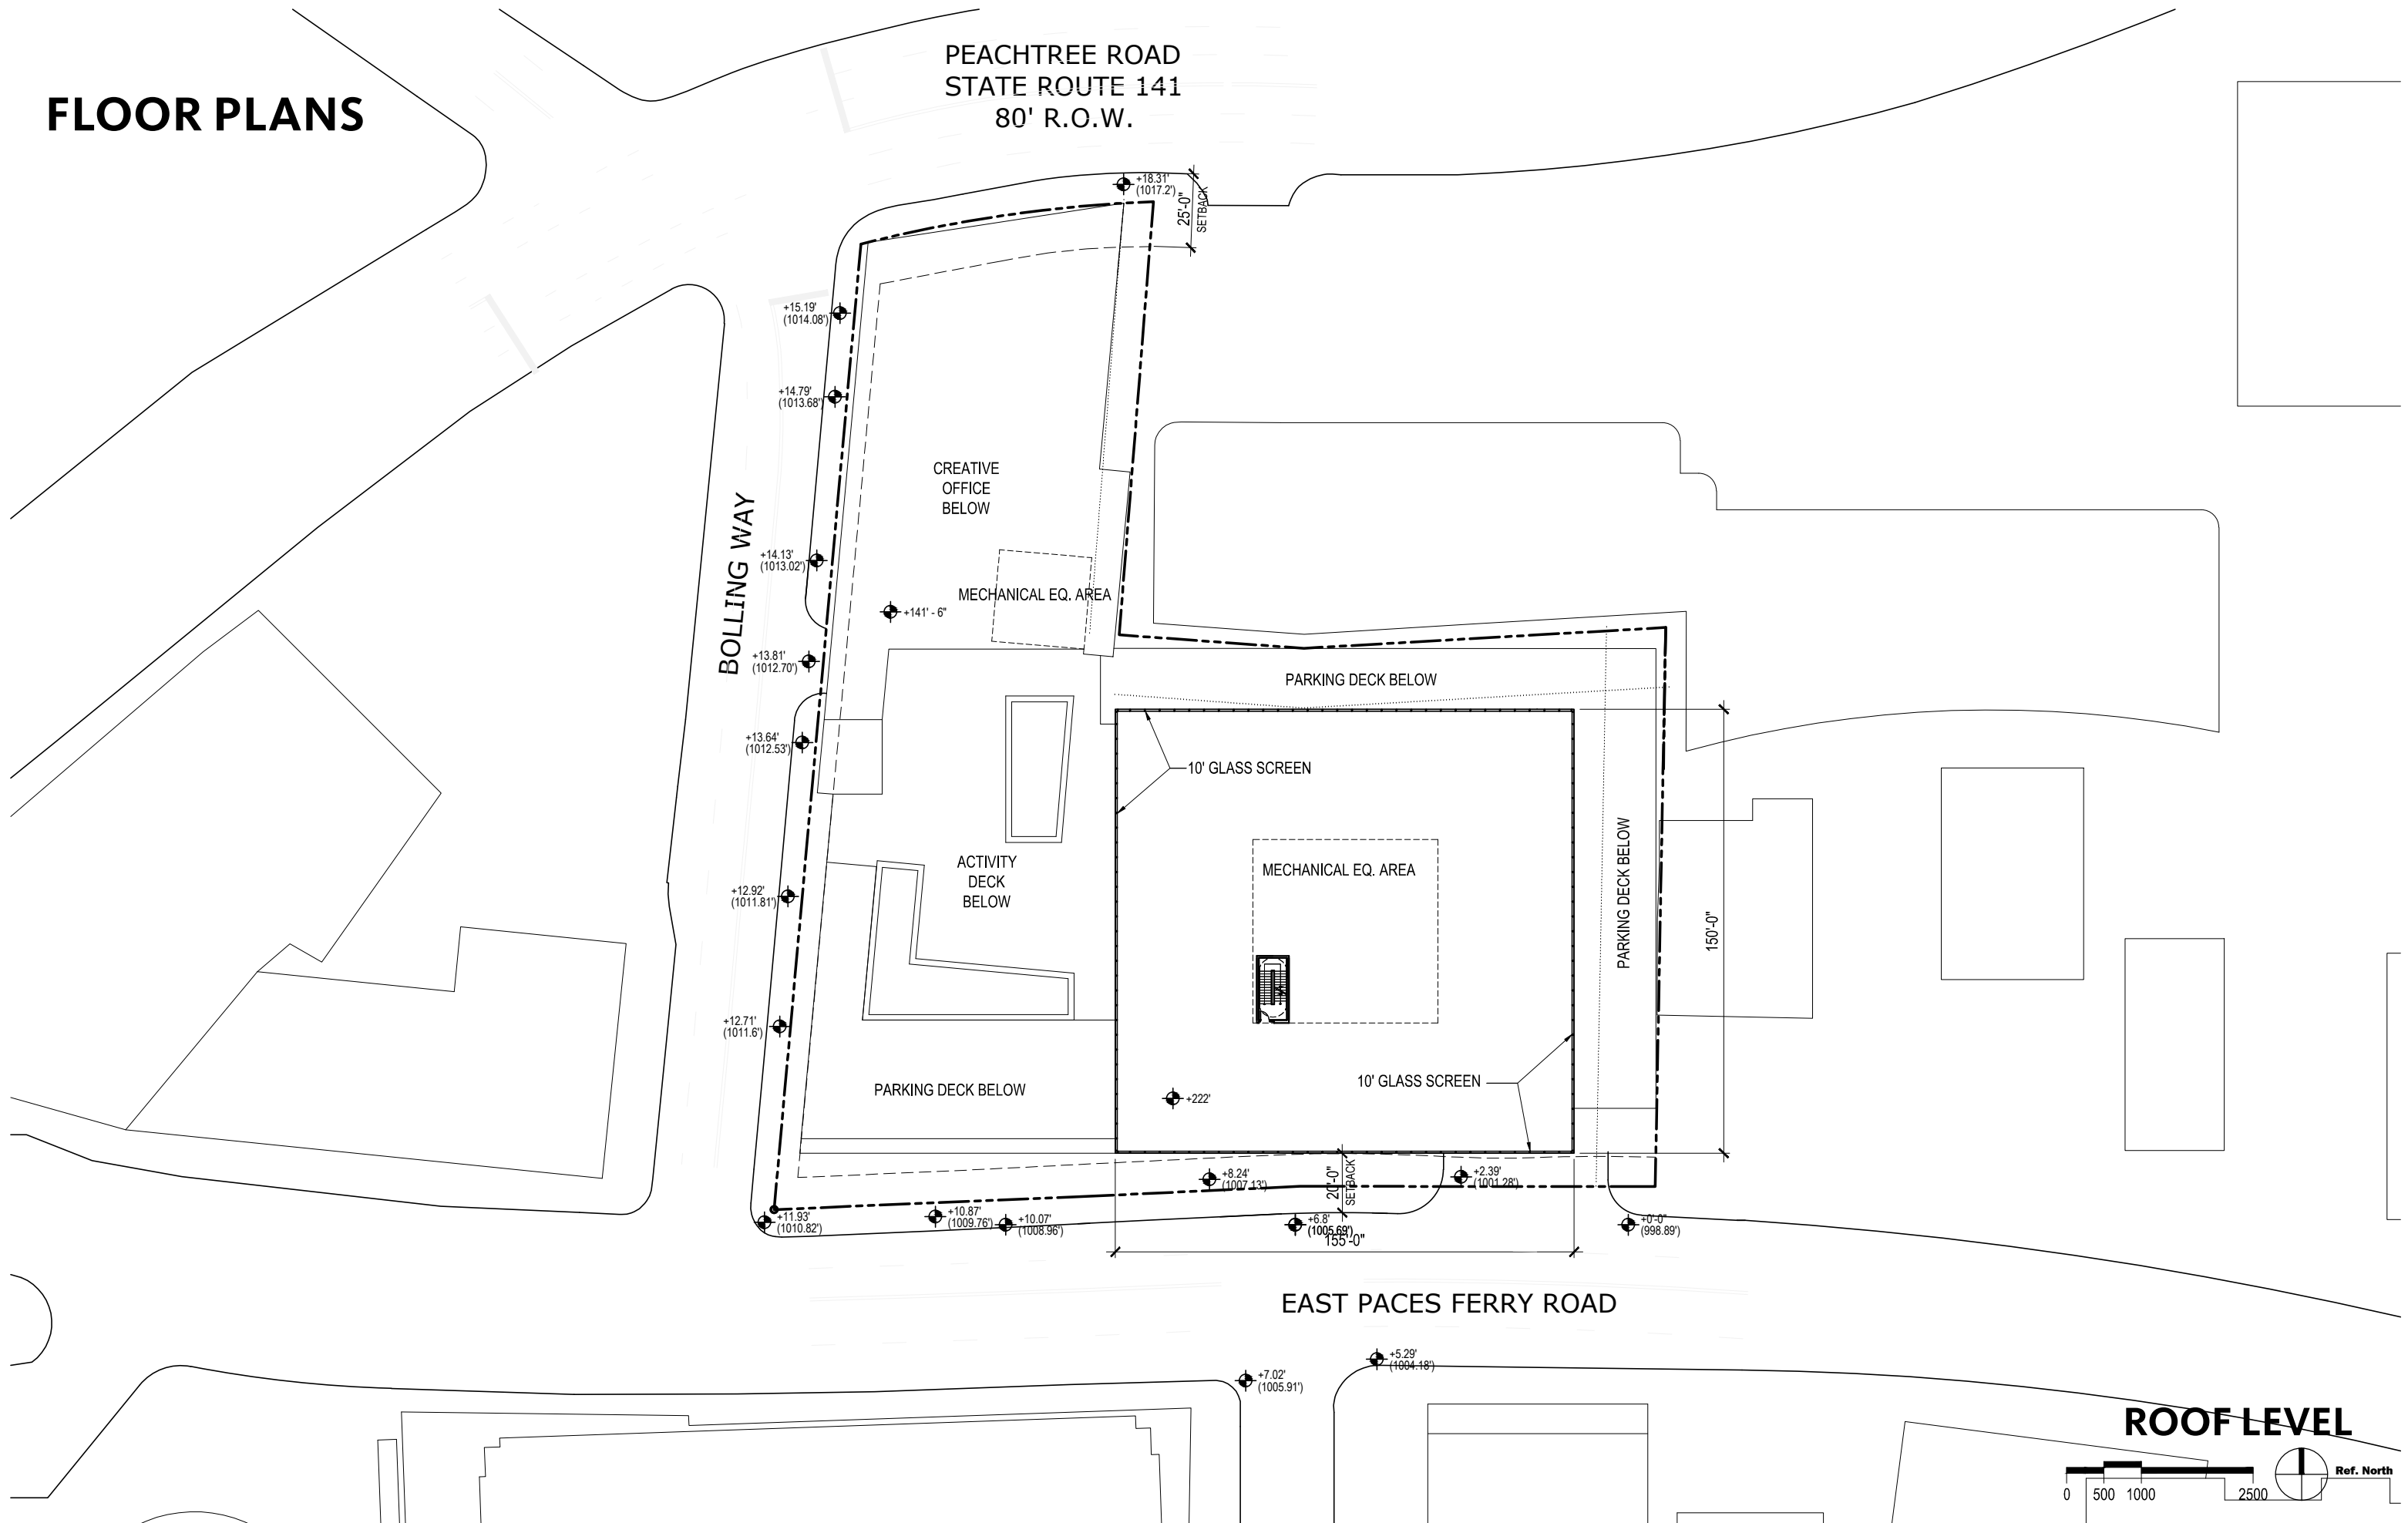 FLOOR PLANS
PEACHTREE ROAD
STATE ROUTE 141
80' R.O.W.
+18.31'
(1017.2')
25'-0"
SETBACK
+15.19'
(1014.08')
+14.79'
(1013.68')
CREATIVE
OFFICE
BELOW
BOLLING WAY
+14.13'
(1013.02')
MECHANICAL EQ. AREA
+141' - 6"
+13.81'
(1012.70')
PARKING DECK BELOW
+13.64'
(1012.53')
10' GLASS SCREEN
ACTIVITY
DECK
BELOW
MECHANICAL EQ. AREA
PARKING DECK BELOW
150'-0"
+12.92'
(1011.81')
+12.71'
(1011.6')
PARKING DECK BELOW
10' GLASS SCREEN
+222'
+8.24'
(1007.13')
20'-0"
SETBACK
+2.39'
(1001.28')
+11.93'
(1010.82')
+10.87'
(1009.76')
+10.07'
(1008.96')
+6.8'
(1005.69')
155'-0"
+0'-0"
(998.89')
EAST PACES FERRY ROAD
+5.29'
(1004.18')
+7.02'
(1005.91')
ROOF LEVEL
Ref. North
0 500 1000 2500